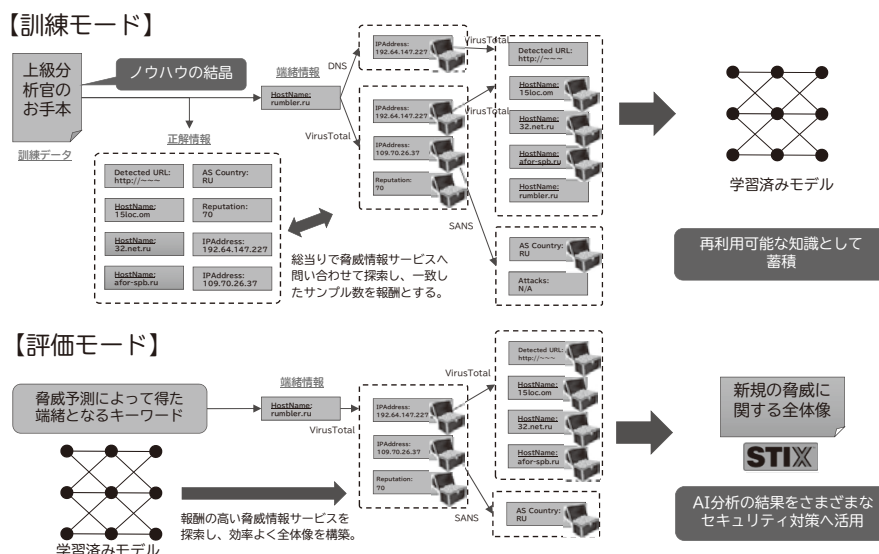 【訓練モード】
上級分
析官の
お手本
訓練データ
ノウハウの結晶
端緒情報
HostName:
rumbler.ru
正解情報
Detected URL:
http://~~~
AS Country:
RU
HostName:
15loc.om
Reputation:
70
HostName:
32.net.ru
IPAddress:
192.64.147.227
HostName:
afor-spb.ru
IPAddress:
109.70.26.37
DNS
VirusTotal
IPAddress:
192.64.147.227
IPAddress:
192.64.147.227
IPAddress:
109.70.26.37
Reputation:
70
VirusTotal
VirusTotal
SANS
Detected URL:
http://~~~
HostName:
15loc.om
HostName:
32.net.ru
HostName:
afor-spb.ru
HostName:
rumbler.ru
AS Country:
RU
Attacks:
N/A
総当りで脅威情報サービスへ
問い合わせて探索し、一致し
たサンプル数を報酬とする。
学習済みモデル
再利用可能な知識として
蓄積
【評価モード】
脅威予測によって得た
端緒となるキーワード
端緒情報
HostName:
rumbler.ru
VirusTotal
IPAddress:
192.64.147.227
IPAddress:
109.70.26.37
Reputation:
70
VirusTotal
SANS
Detected URL:
http://~~~
HostName:
15loc.om
HostName:
32.net.ru
HostName:
afor-spb.ru
AS Country:
RU
学習済みモデル
報酬の高い脅威情報サービスを
探索し、効率よく全体像を構築。
新規の脅威に
関する全体像
STIX
AI分析の結果をさまざまな
セキュリティ対策へ活用